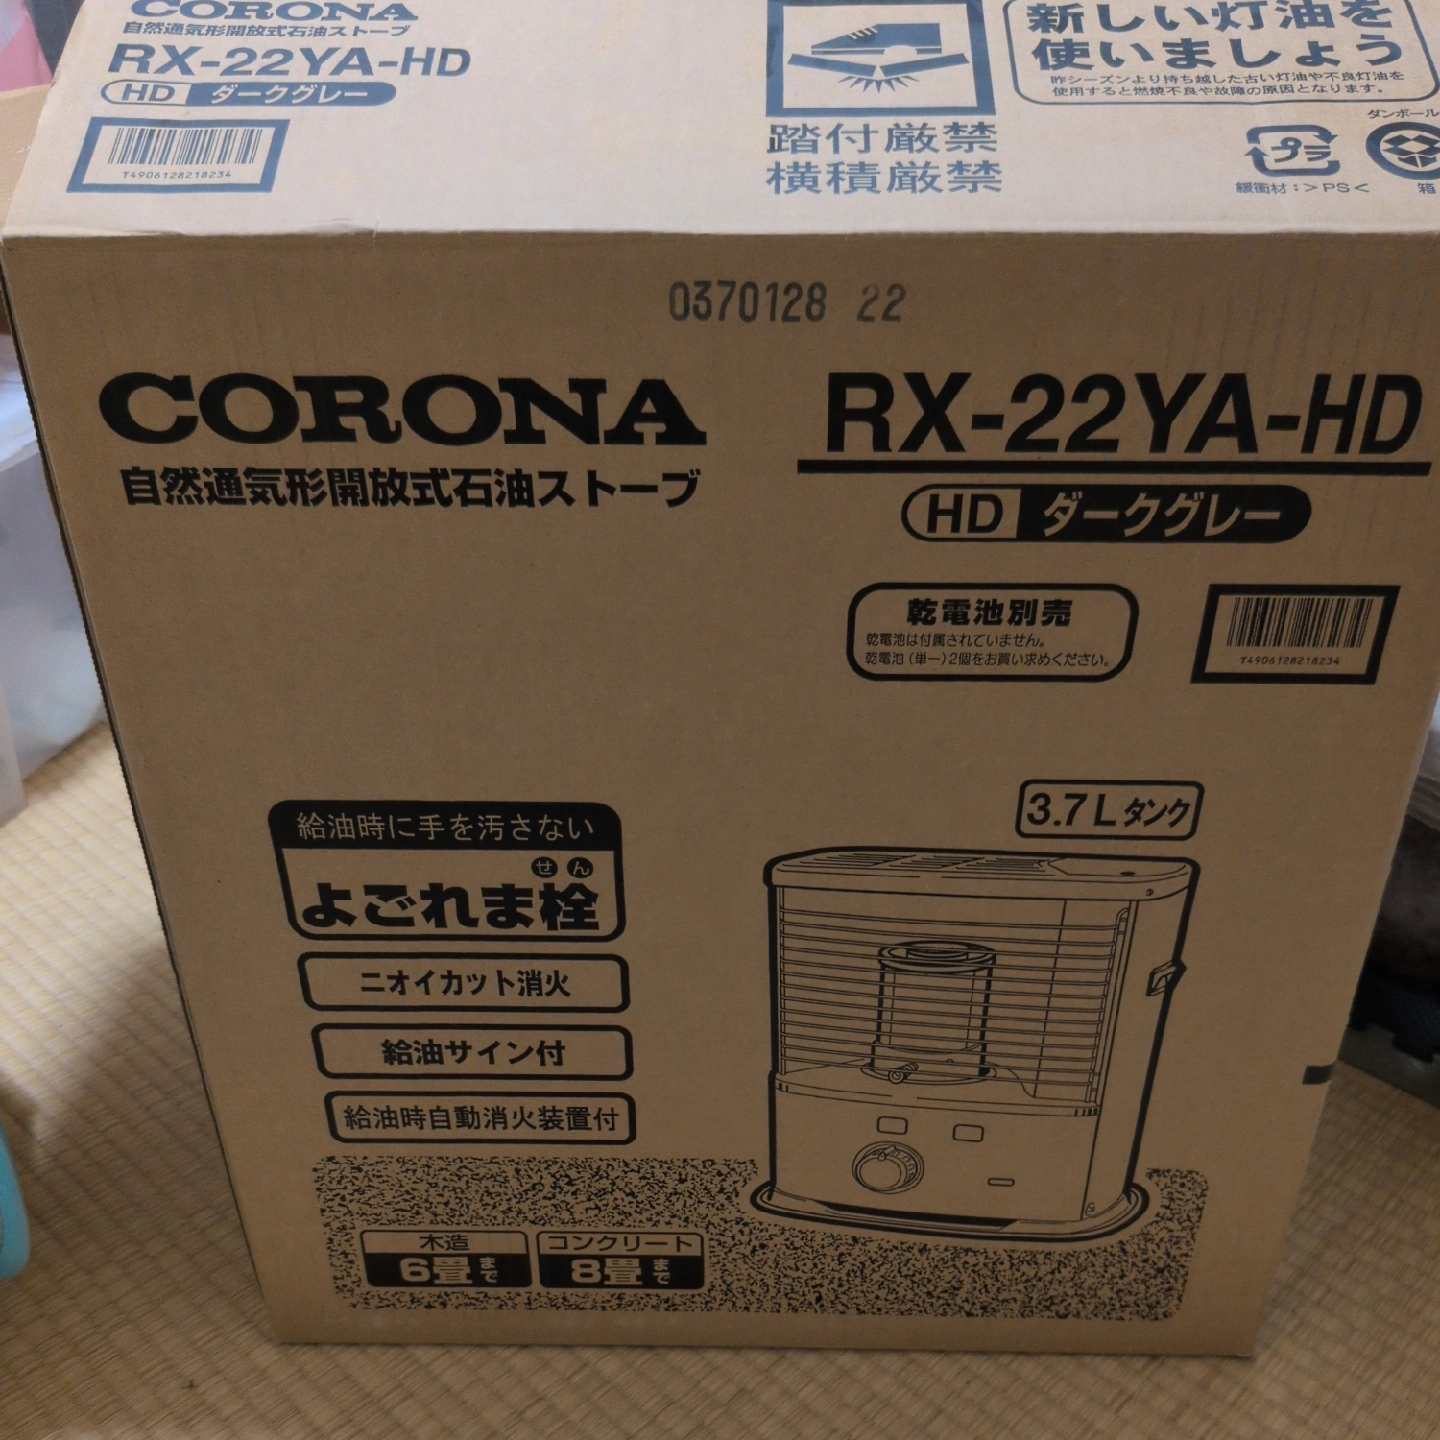 CORONA
自然通気形開放式石油ストーブ
RX-22YA-HD
HD ダークグレー
T4906128218234
踏付厳禁
横積厳禁
新しい灯油を
使いましょう
昨シーズンより持ち越した古い灯油や不良灯油を
使用すると燃焼不良や故障の原因となります。
プラ
緩衝材:>PS<
ダンボール
箱
0370128 22
CORONA
自然通気形開放式石油ストーブ
RX-22YA-HD
HD ダークグレー
乾電池別売
乾電池は付属されていません。
乾電池(単一)2個をお買い求めください。
T4906128218234
3.7Lタンク
給油時に手を汚さない
せん
よごれま栓
ニオイカット消火
給油サイン付
給油時自動消火装置付
木造
6畳まで
コンクリート
8畳まで